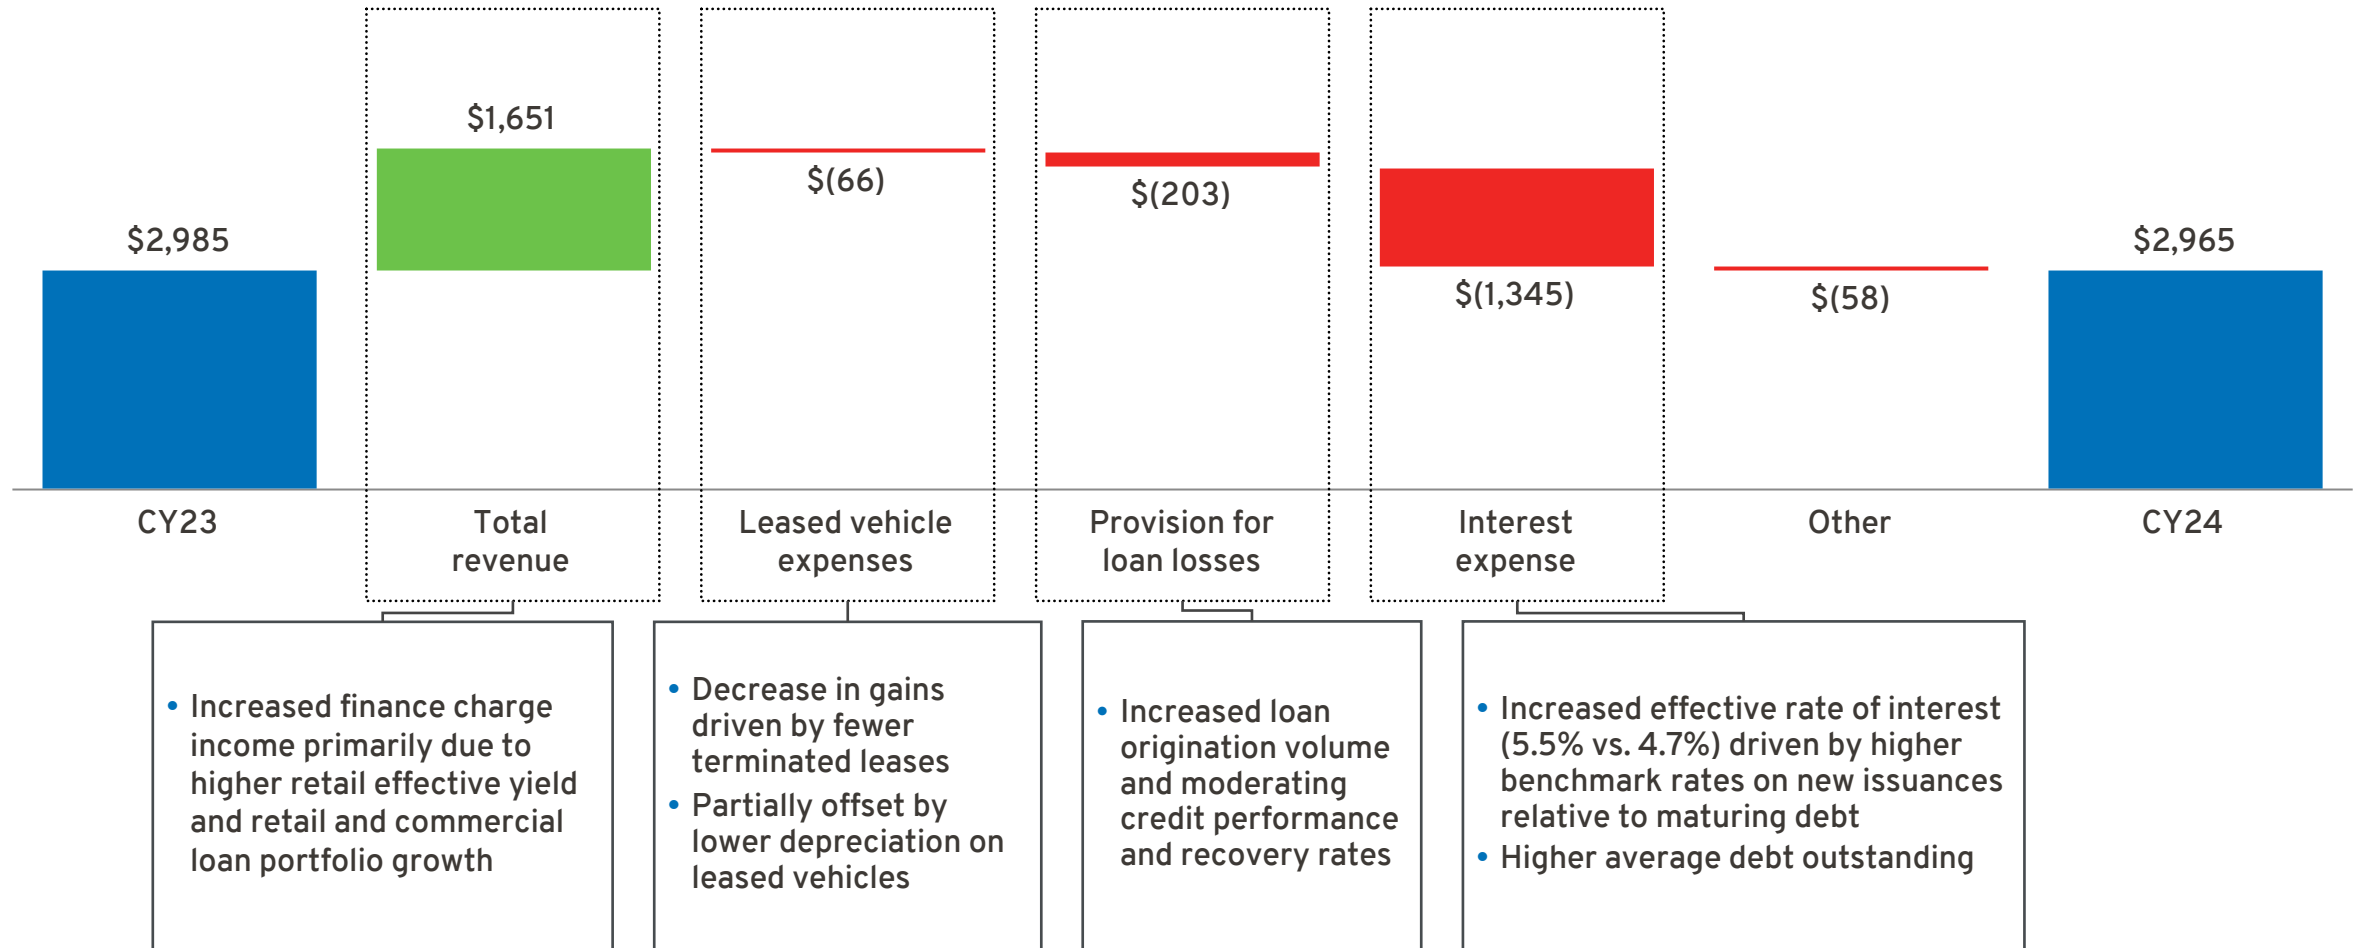 $2,985
$1,651
$(66)
$(203)
$(1,345)
$(58)
$2,965
CY23
Total
revenue
Leased vehicle
expenses
Provision for
loan losses
Interest
expense
Other
CY24
• Increased finance charge
income primarily due to
higher retail effective yield
and retail and commercial
loan portfolio growth
• Decrease in gains
driven by fewer
terminated leases
• Partially offset by
lower depreciation on
leased vehicles
• Increased loan
origination volume
and moderating
credit performance
and recovery rates
• Increased effective rate of interest
(5.5% vs. 4.7%) driven by higher
benchmark rates on new issuances
relative to maturing debt
• Higher average debt outstanding